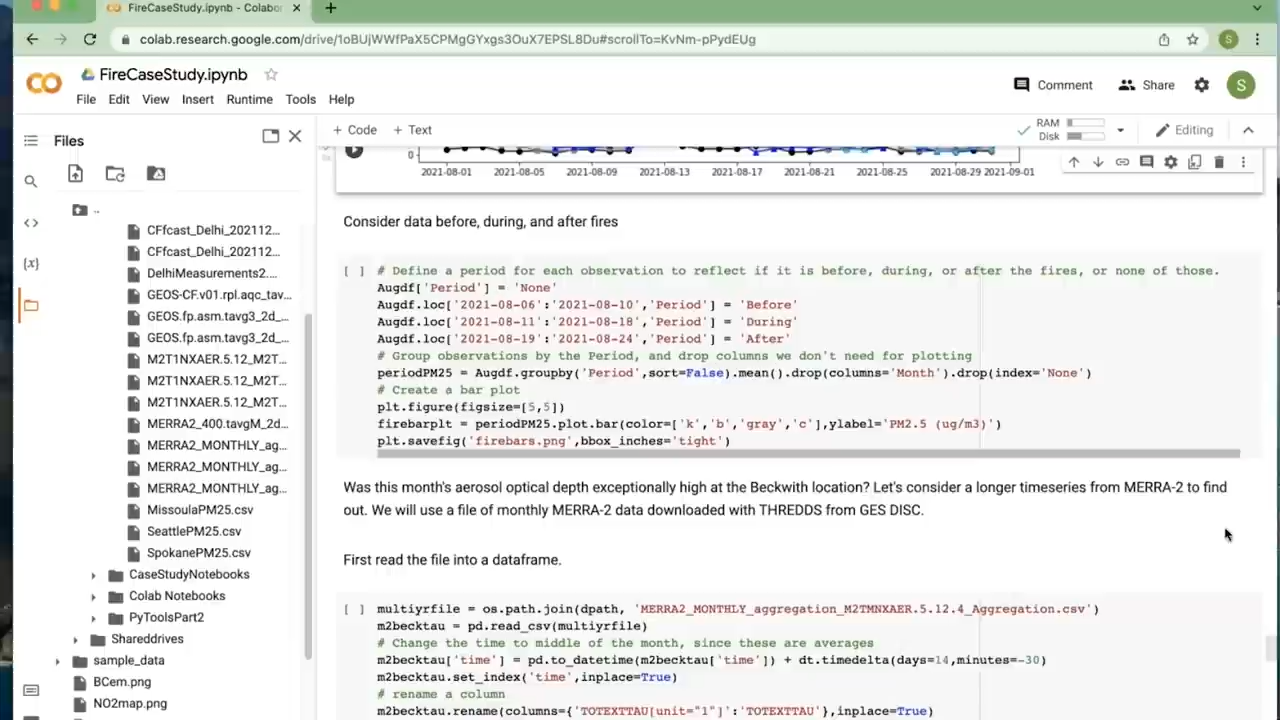 FireCaseStudy.ipynb - Colabor
colab.research.google.com/drive/1oBUjWWfPaX5CPMgGYxgs3OuX7EPSL8Du#scrollTo=KvNm-pPydEUg
S
FireCaseStudy.ipynb
Comment
Share
S
File Edit View Insert Runtime Tools Help
Files
+ Code + Text
RAM
Disk
Editing
0
2021-08-01 2021-08-05 2021-08-09 2021-08-13 2021-08-17 2021-08-21 2021-08-25 2021-08-29 2021-09-01
..
CFfcast_Delhi_202112...
CFfcast_Delhi_202112...
DelhiMeasurements2....
GEOS-CF.v01.rpl.aqc_tav...
GEOS.fp.asm.tavg3_2d_...
GEOS.fp.asm.tavg3_2d_...
M2T1NXAER.5.12_M2T...
M2T1NXAER.5.12_M2T...
M2T1NXAER.5.12_M2T...
MERRA2_400.tavgM_2d...
MERRA2_MONTHLY_ag...
MERRA2_MONTHLY_ag...
MERRA2_MONTHLY_ag...
MissoulaPM25.csv
SeattlePM25.csv
SpokanePM25.csv
CaseStudyNotebooks
Colab Notebooks
PyToolsPart2
Shareddrives
sample_data
BCem.png
NO2map.png
Consider data before, during, and after fires
[ ] # Define a period for each observation to reflect if it is before, during, or after the fires, or none of those.
Augdf['Period'] = 'None'
Augdf.loc['2021-08-06':'2021-08-10','Period'] = 'Before'
Augdf.loc['2021-08-11':'2021-08-18','Period'] = 'During'
Augdf.loc['2021-08-19':'2021-08-24','Period'] = 'After'
# Group observations by the Period, and drop columns we don't need for plotting
periodPM25 = Augdf.groupby('Period',sort=False).mean().drop(columns='Month').drop(index='None')
# Create a bar plot
plt.figure(figsize=[5,5])
firebarplt = periodPM25.plot.bar(color=['k','b','gray','c'],ylabel='PM2.5 (ug/m3)')
plt.savefig('firebars.png',bbox_inches='tight')
Was this month's aerosol optical depth exceptionally high at the Beckwith location? Let's consider a longer timeseries from MERRA-2 to find
out. We will use a file of monthly MERRA-2 data downloaded with THREDDS from GES DISC.
First read the file into a dataframe.
[ ] multiyrfile = os.path.join(dpath, 'MERRA2_MONTHLY_aggregation_M2TMNXAER.5.12.4_Aggregation.csv')
m2becktau = pd.read_csv(multiyrfile)
# Change the time to middle of the month, since these are averages
m2becktau['time'] = pd.to_datetime(m2becktau['time']) + dt.timedelta(days=14,minutes=-30)
m2becktau.set_index('time',inplace=True)
# rename a column
m2becktau.rename(columns={'TOTEXTTAU[unit="1"]':'TOTEXTTAU'},inplace=True)